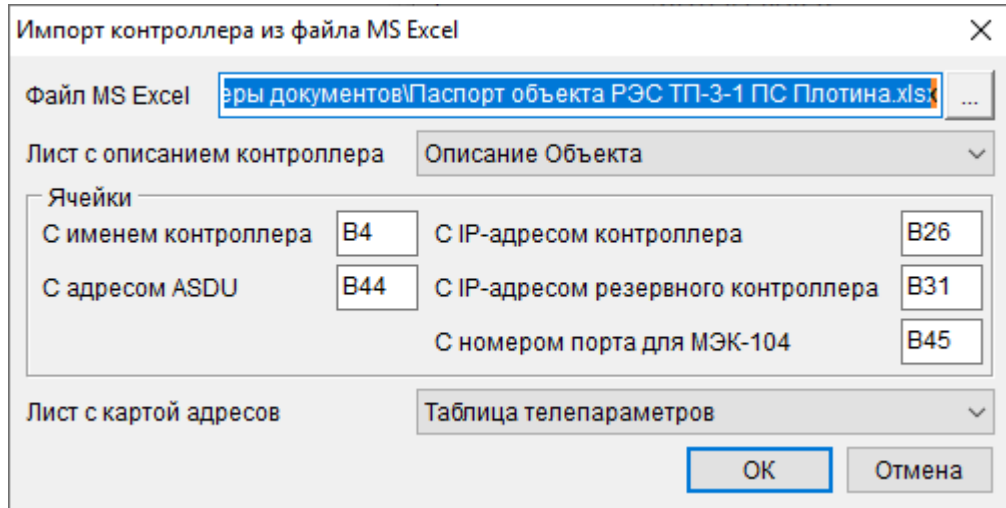 Импорт контроллера из файла MS Excel
Файл MS Excel еры документов\Паспорт объекта РЭС ТП-3-1 ПС Плотина.xlsx ...
Лист с описанием контроллера Описание Объекта
Ячейки
С именем контроллера B4 С IP-адресом контроллера B26
С адресом ASDU B44 С IP-адресом резервного контроллера B31
С номером порта для МЭК-104 B45
Лист с картой адресов Таблица телепараметров
ОК Отмена